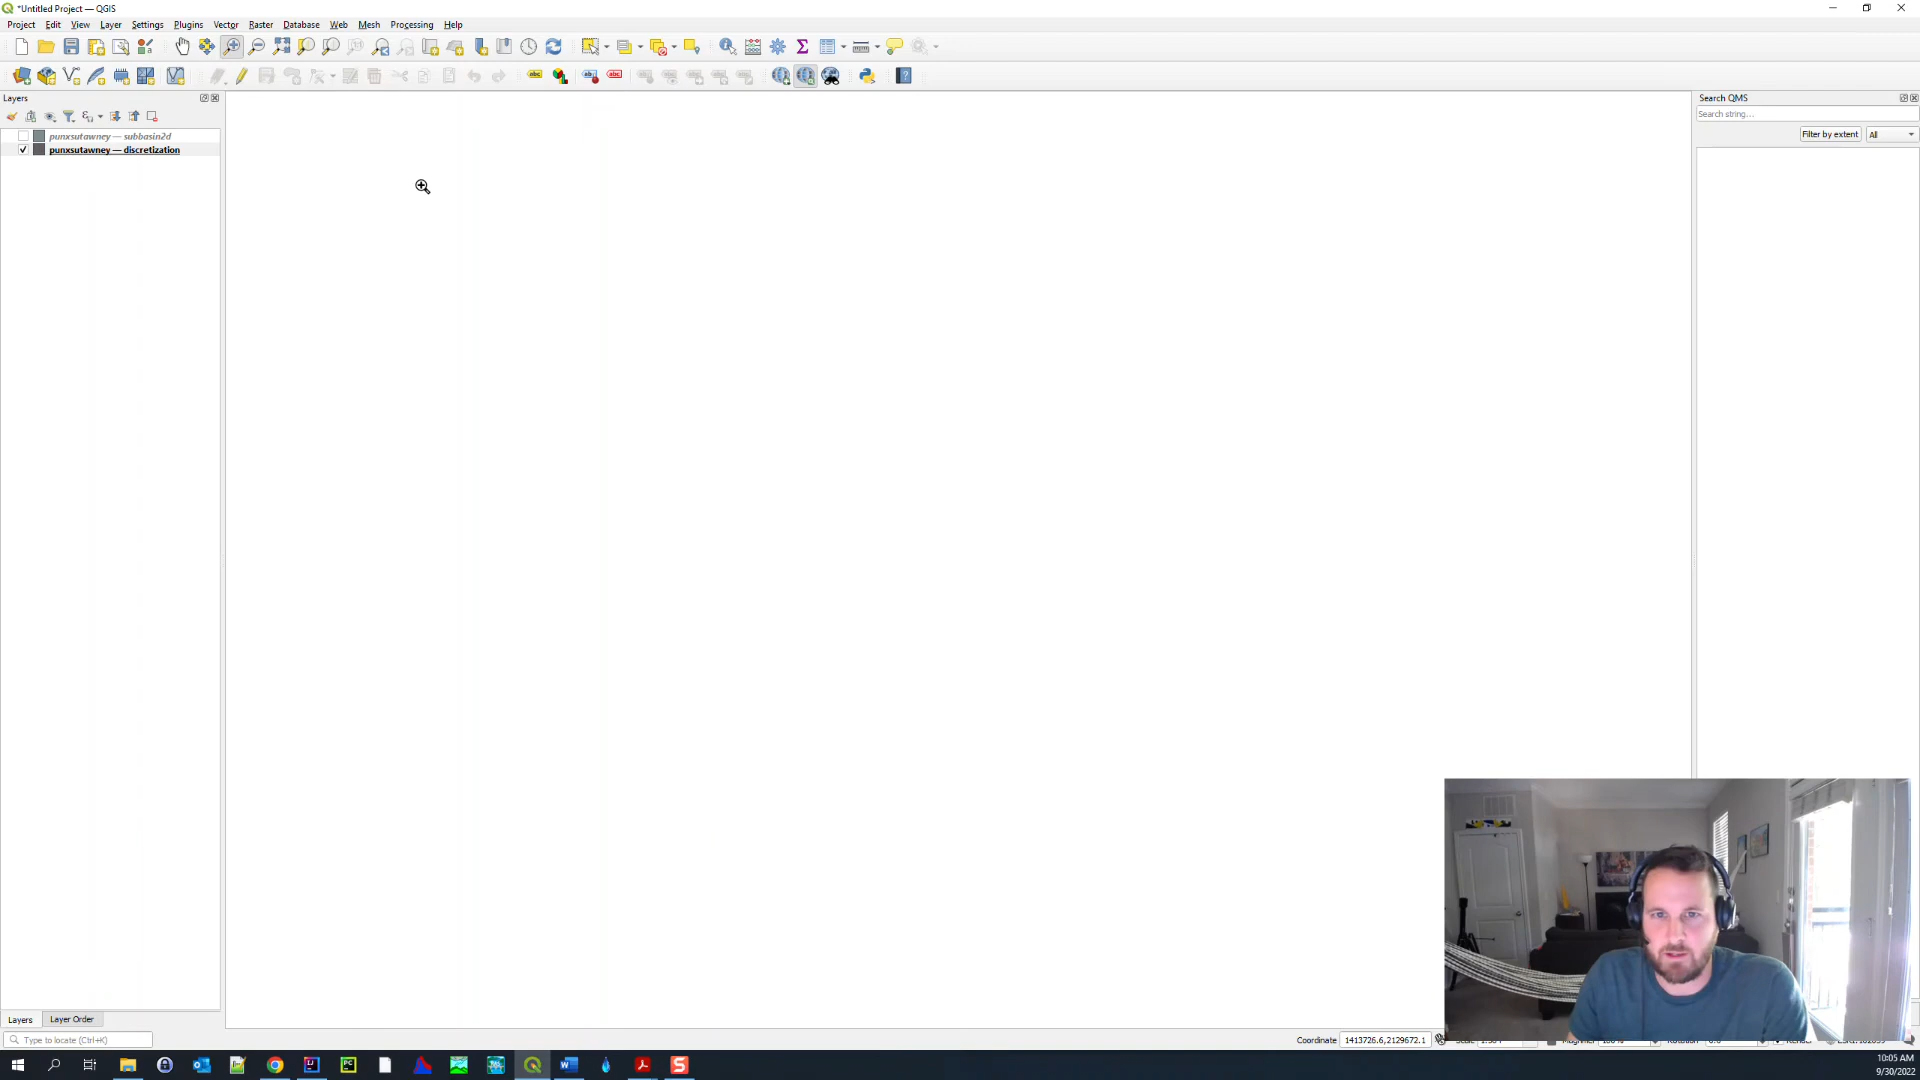 *Untitled Project — QGIS
Project Edit View Layer Settings Plugins Vector Raster Database Web Mesh Processing Help
Layers
punxsutawney — subbasin2d
punxsutawney — discretization
Search QMS
Search string...
Filter by extent
All
Layers
Layer Order
Type to locate (Ctrl+K)
Coordinate
1413726.6,2129672.1
10:05 AM
9/30/2022